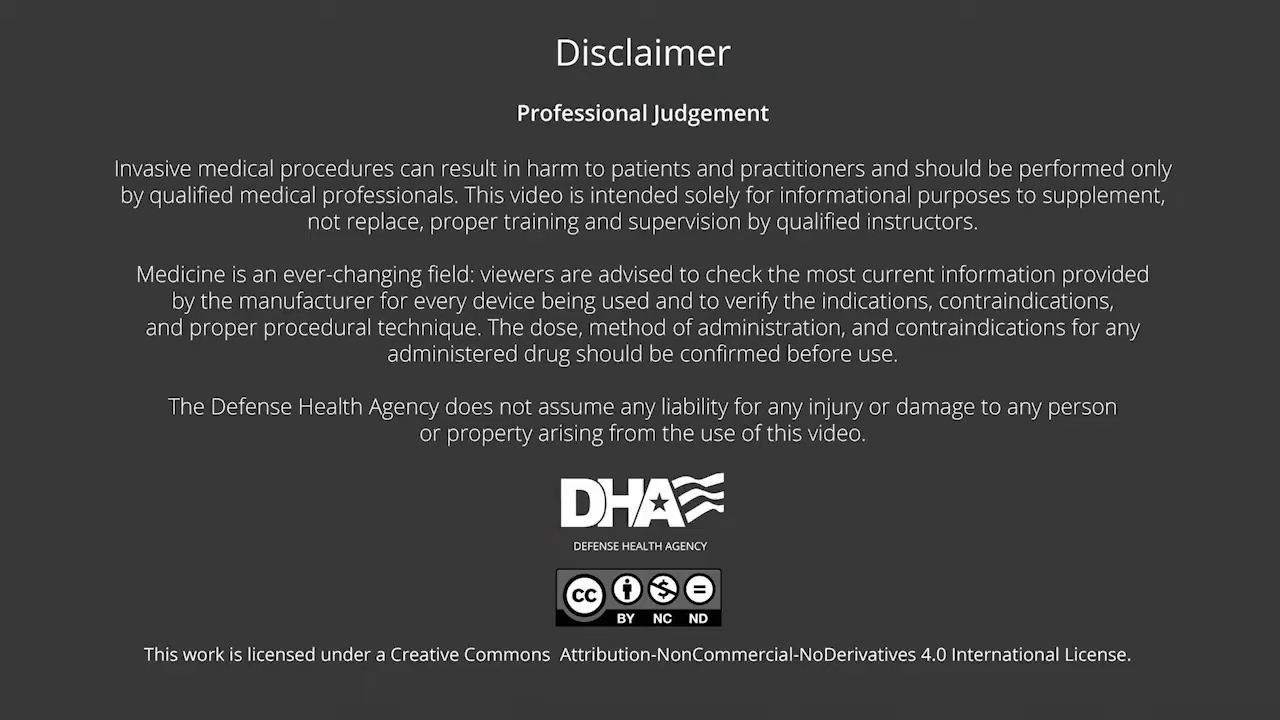 Disclaimer
Professional Judgement
Invasive medical procedures can result in harm to patients and practitioners and should be performed only
by qualified medical professionals. This video is intended solely for informational purposes to supplement,
not replace, proper training and supervision by qualified instructors.
Medicine is an ever-changing field: viewers are advised to check the most current information provided
by the manufacturer for every device being used and to verify the indications, contraindications,
and proper procedural technique. The dose, method of administration, and contraindications for any
administered drug should be confirmed before use.
The Defense Health Agency does not assume any liability for any injury or damage to any person
or property arising from the use of this video.
DHA
DEFENSE HEALTH AGENCY
CC
BY NC ND
This work is licensed under a Creative Commons Attribution-NonCommercial-NoDerivatives 4.0 International License.